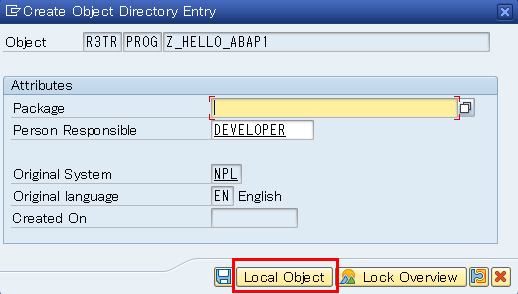 Create Object Directory Entry
Object R3TR PROG Z_HELLO_ABAP1
Attributes
Package
Person Responsible DEVELOPER
Original System NPL
Original language EN English
Created On
Local Object Lock Overview